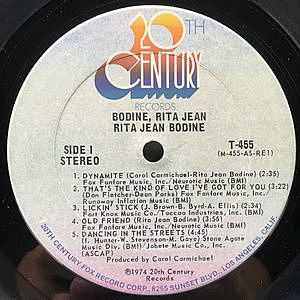 20TH
CENTURY
RECORDS
BODINE, RITA JEAN
RITA JEAN BODINE
SIDE 1 T-455
STEREO (M-455-AS-RE1)
1. DYNAMITE (Carol Carmichael-Rita Jean Bodine) (2:35)
Fox Fanfare Music, Inc./Neurotic Music (BMI)
2. THAT'S THE KIND OF LOVE I'VE GOT FOR YOU (3:22)
(Don Fletcher-Dean Parks) Fox Fanfare Music, Inc./
Runaway Inflation Music (BMI)
3. LICKIN' STICK (J. Brown-B. Byrd-A. Ellis) (3:34)
Fort Knox Music Co./Toccoa Industries, Inc. (BMI)
4. OLD FRIEND (Rita Jean Bodine) (4:56)
Fox Fanfare Music, Inc./Neurotic Music (BMI)
5. DANCING IN THE STREETS (4:45)
(I. Hunter-W. Stevenson-M. Gaye) Stone Agate
Music Div. (BMI)/Jobete Music Co., Inc.
(ASCAP)
Produced by Carol Carmichael
℗1974 20th Century
Records
20TH CENTURY FOX RECORD CORP., 8255 SUNSET BLVD., LOS ANGELES, CALIF.